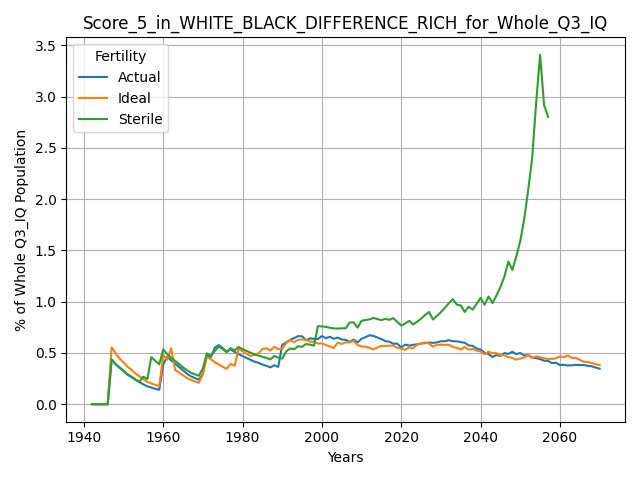 Score_5_in_WHITE_BLACK_DIFFERENCE_RICH_for_Whole_Q3_IQ
3.5
3.0
2.5
2.0
1.5
1.0
0.5
0.0
% of Whole Q3_IQ Population
Fertility
Actual
Ideal
Sterile
1940 1960 1980 2000 2020 2040 2060
Years